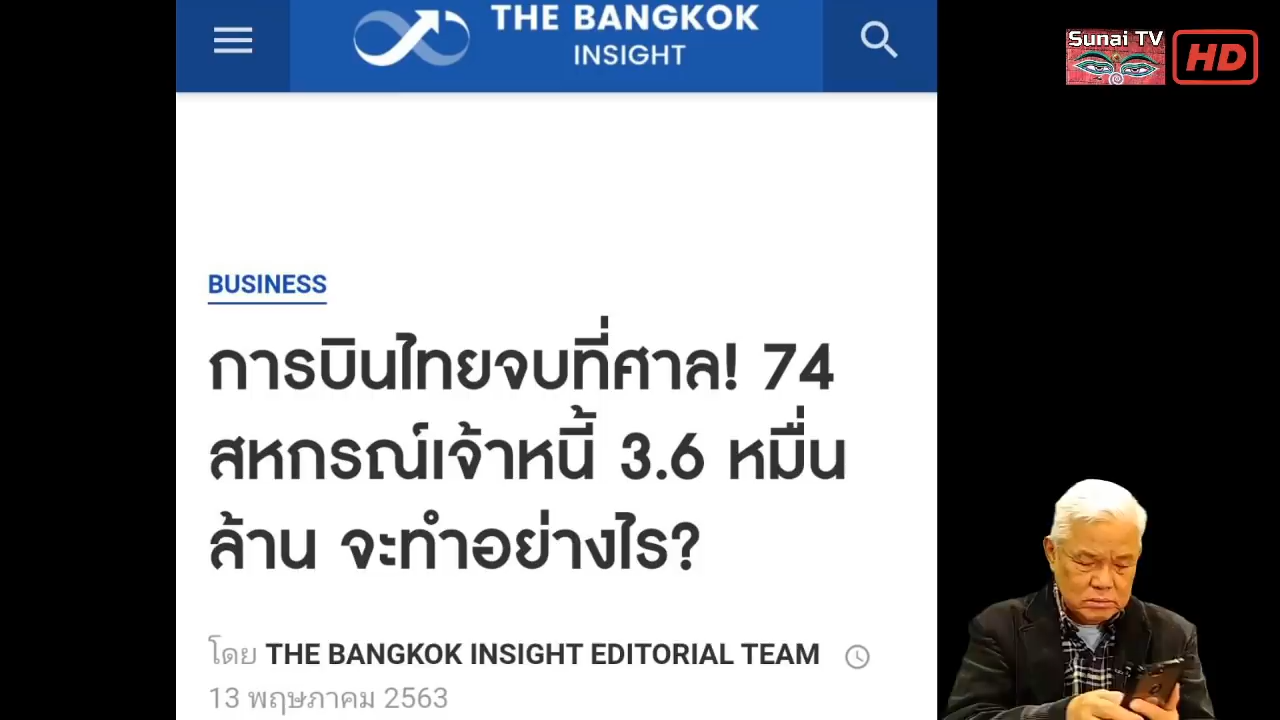 THE BANGKOK
INSIGHT
Sunai TV
HD
BUSINESS
การบินไทยจบที่ศาล! 74
สหกรณ์เจ้าหนี้ 3.6 หมื่น
ล้าน จะทำอย่างไร?
โดย THE BANGKOK INSIGHT EDITORIAL TEAM
13 พฤษภาคม 2563